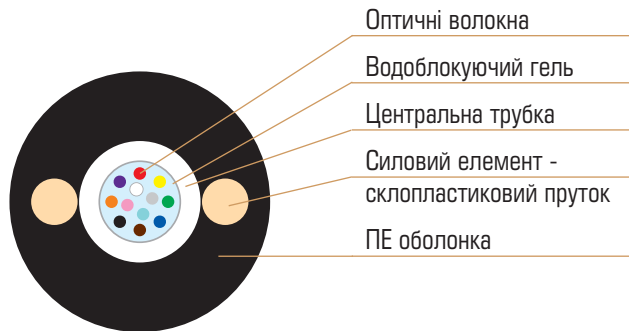 Оптичні волокна
Водоблокуючий гель
Центральна трубка
Силовий елемент -
склопластиковий пруток
ПЕ оболонка